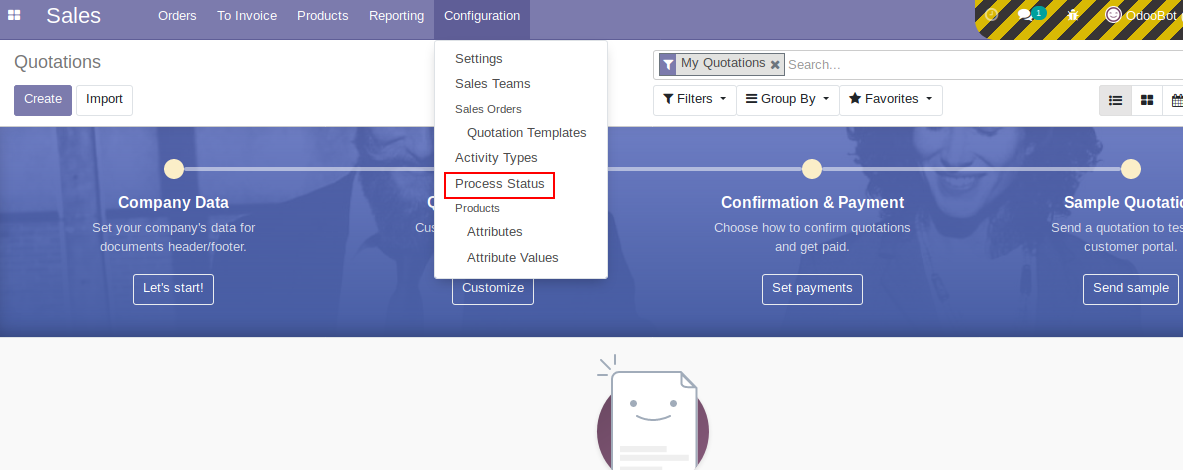 Sales Orders To Invoice Products Reporting Configuration 1 OdooBot
Quotations
My Quotations Search...
Create Import
Filters Group By Favorites
Settings
Sales Teams
Sales Orders
Quotation Templates
Activity Types
Process Status
Products
Attributes
Attribute Values
Company Data
Set your company's data for
documents header/footer.
Let's start!
Customize
Confirmation & Payment
Choose how to confirm quotations
and get paid.
Set payments
Sample Quotati
Send a quotation to tes
customer portal.
Send sample